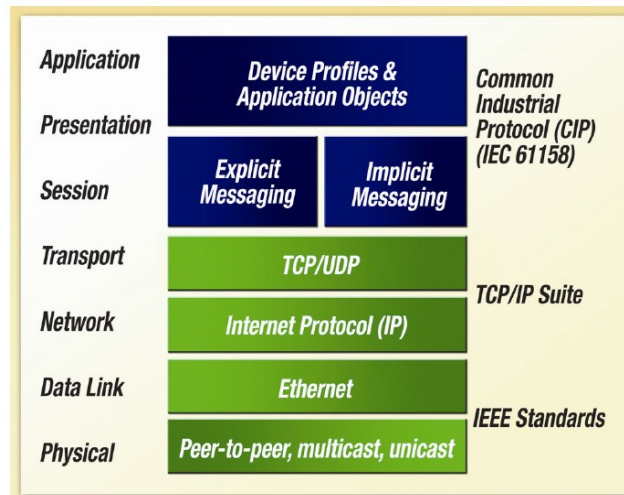 Application
Presentation
Session
Transport
Network
Data Link
Physical
Device Profiles &
Application Objects
Explicit
Messaging
Implicit
Messaging
TCP/UDP
Internet Protocol (IP)
Ethernet
Peer-to-peer, multicast, unicast
Common
Industrial
Protocol (CIP)
(IEC 61158)
TCP/IP Suite
IEEE Standards